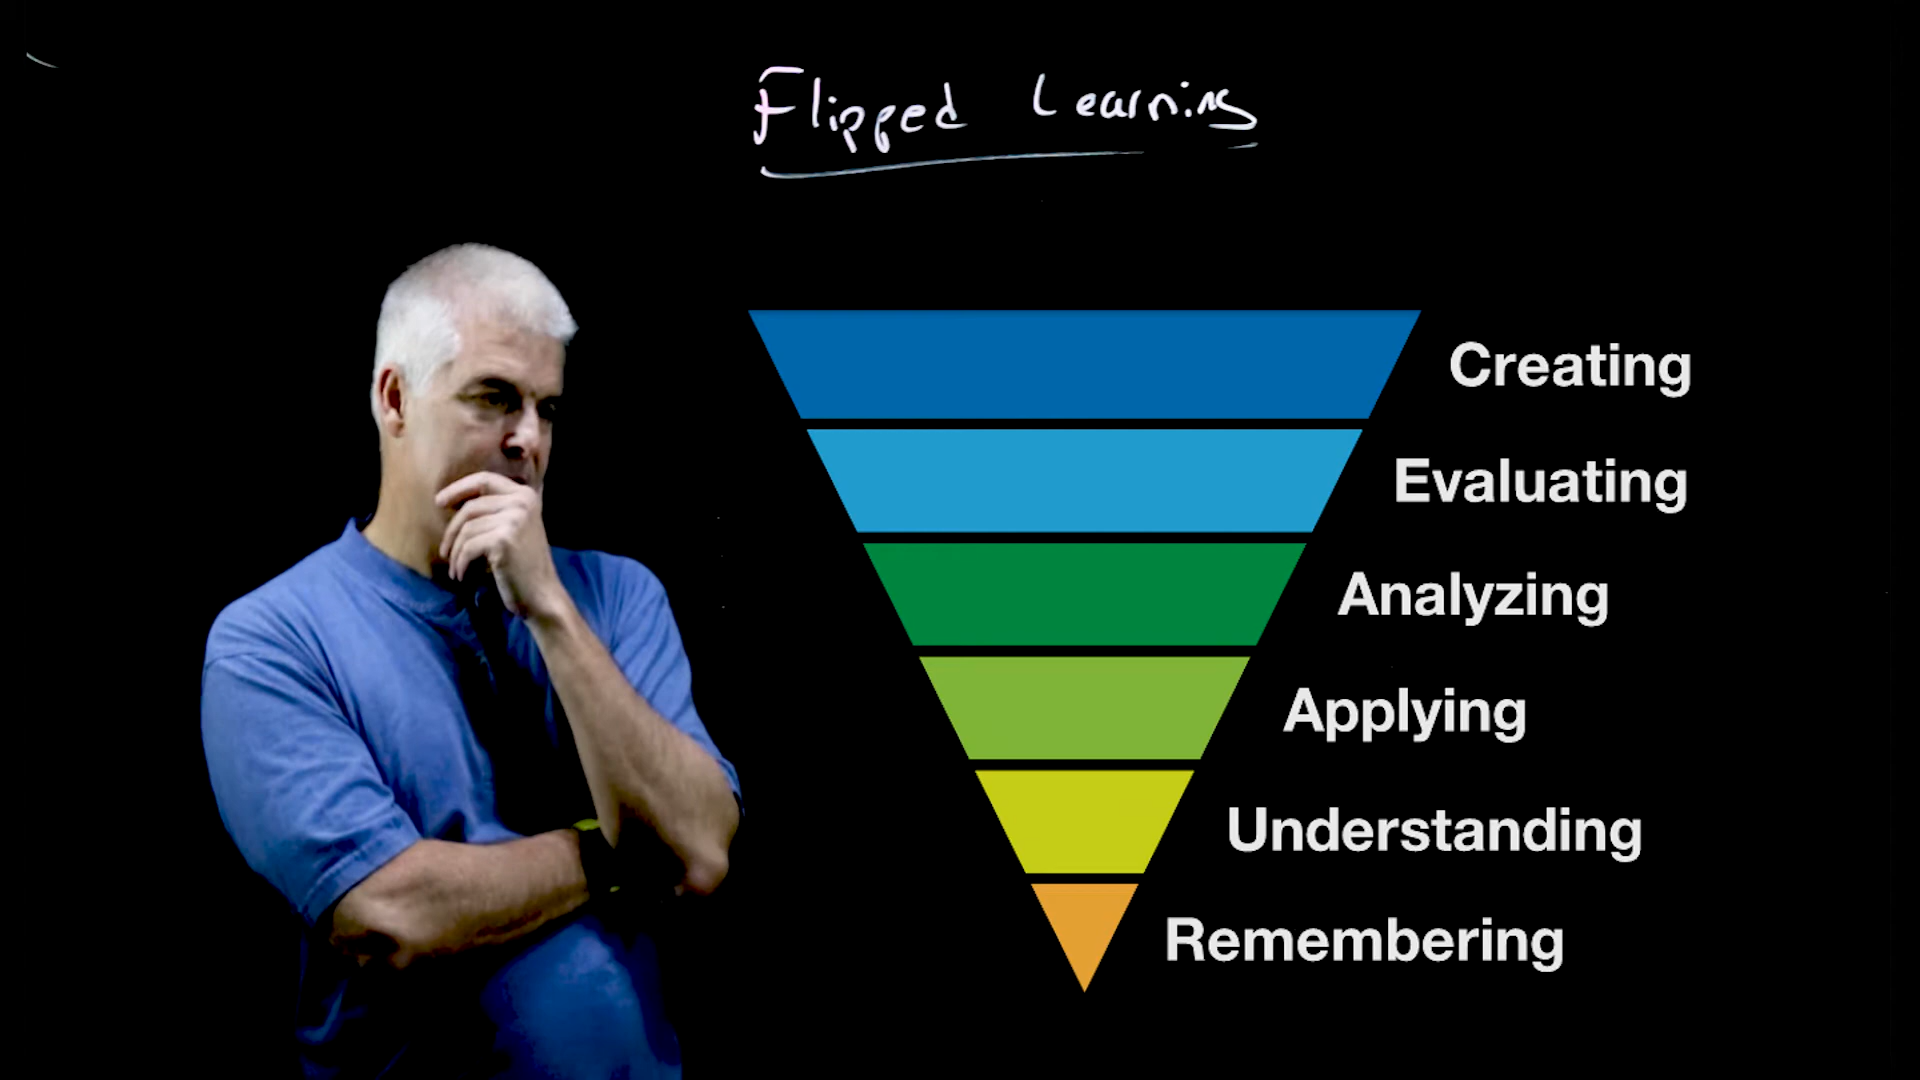 Flipped Learning
Creating
Evaluating
Analyzing
Applying
Understanding
Remembering